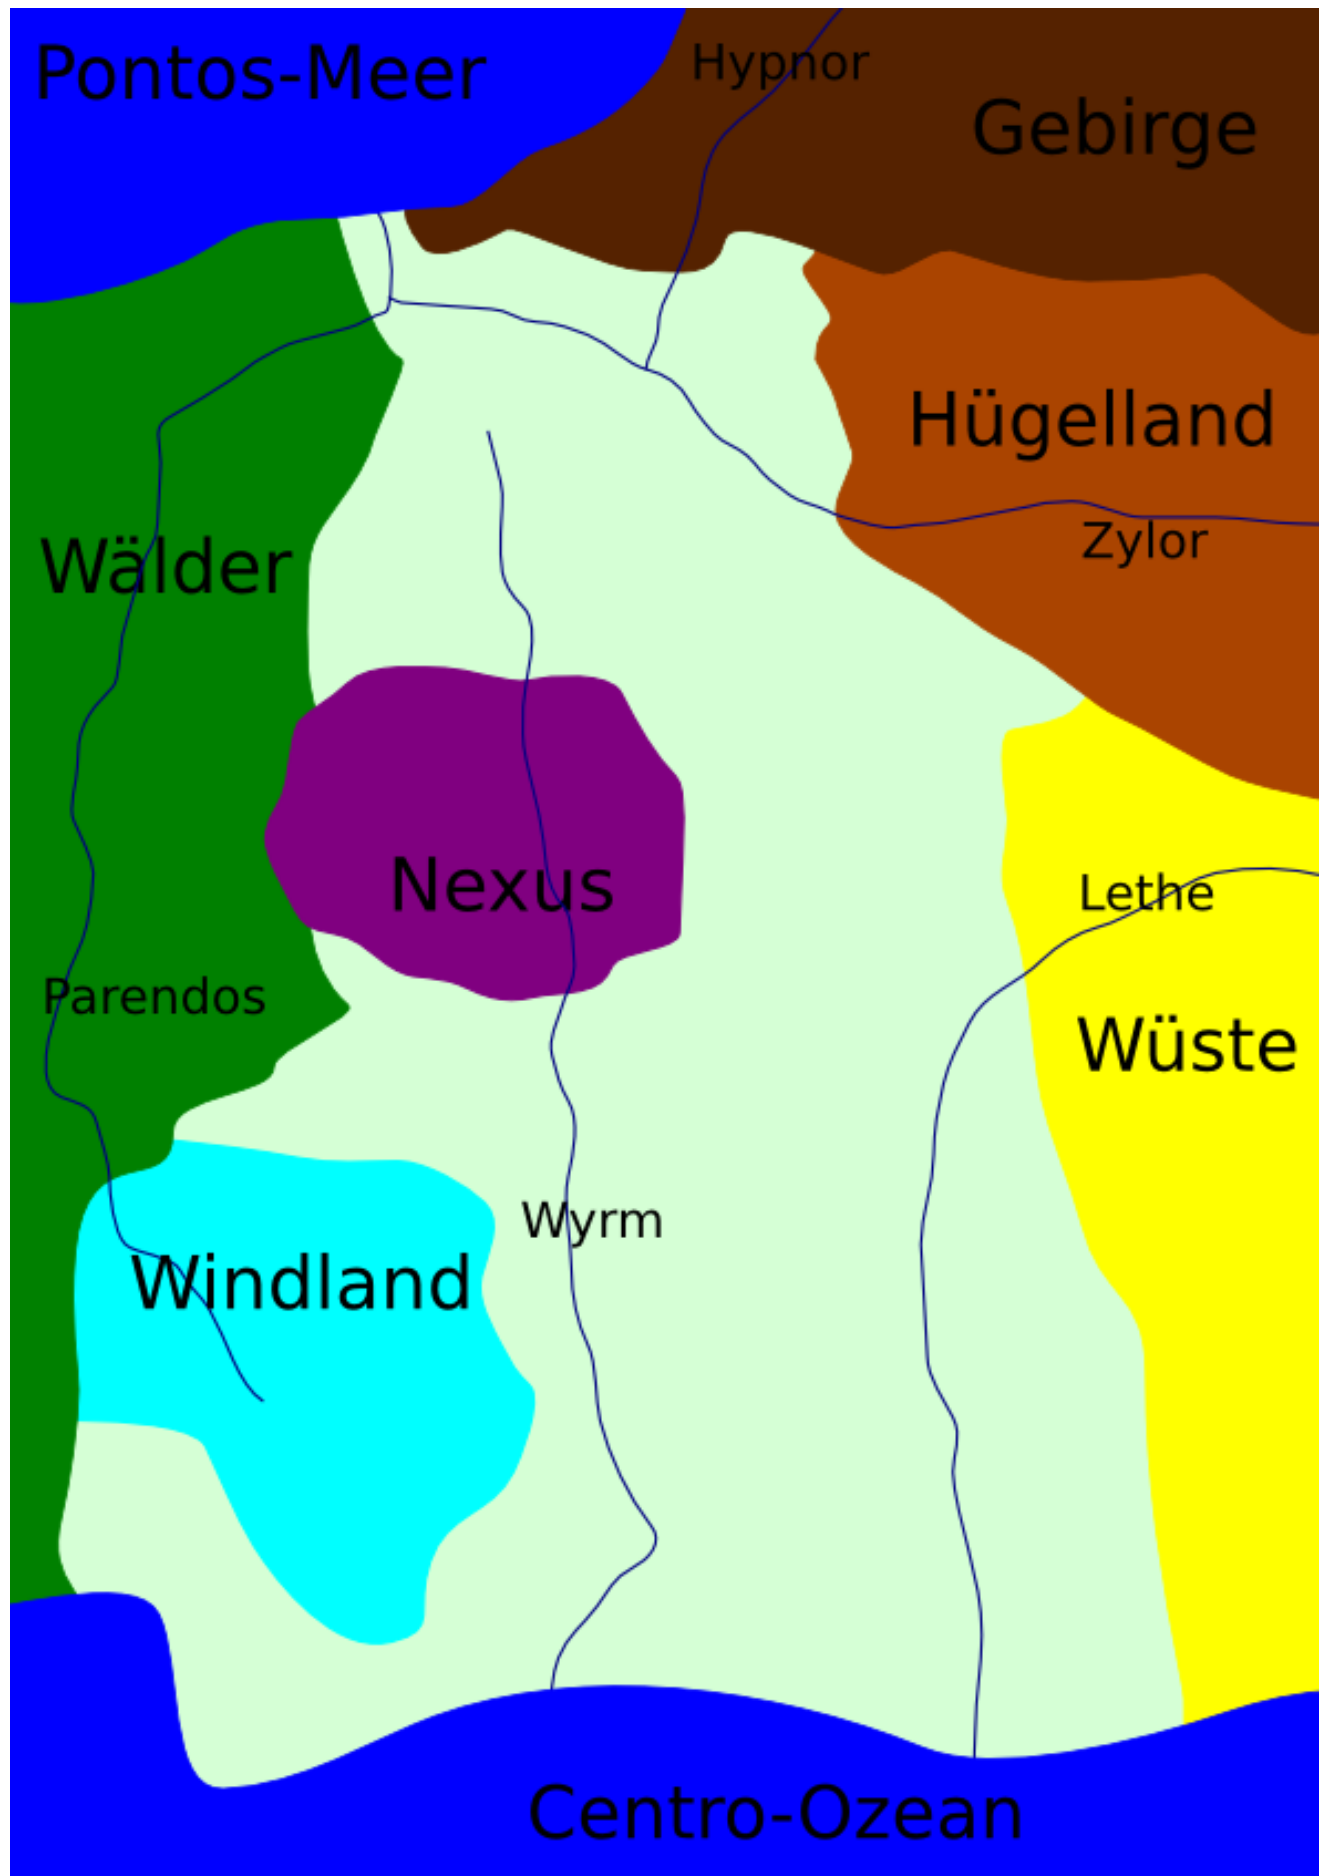 Pontos-Meer
Hypnor
Gebirge
Hügelland
Zylor
Wälder
Nexus
Lethe
Parendos
Wüste
Wyrm
Windland
Centro-Ozean